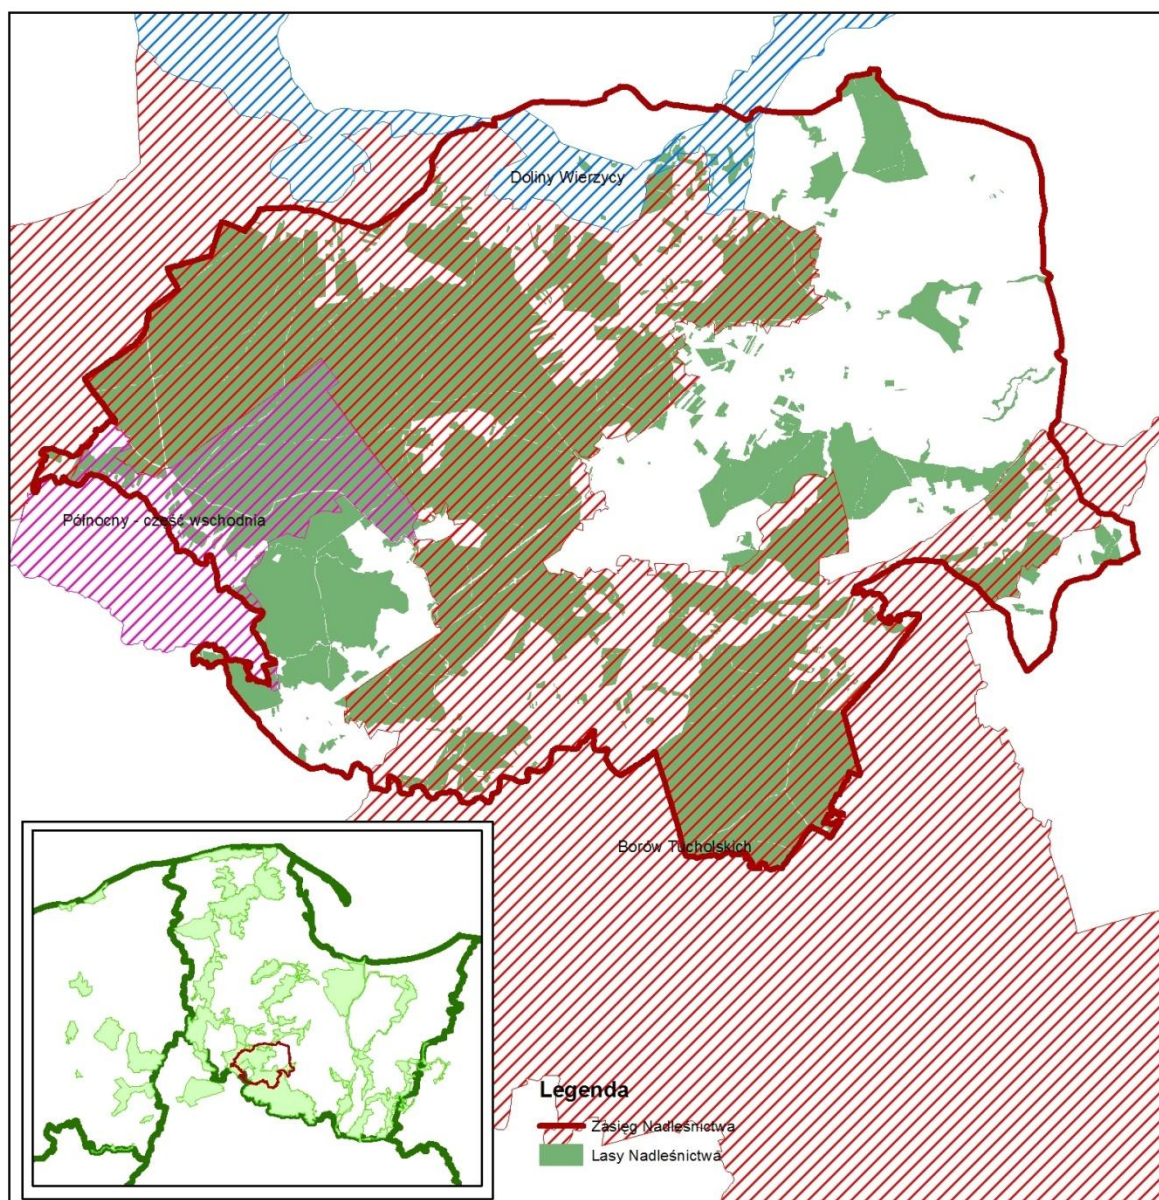 Doliny Wierzycy
Północny - część wschodnia
Borów Tucholskich
Legenda
Zasięg Nadleśnictwa
Lasy Nadleśnictwa